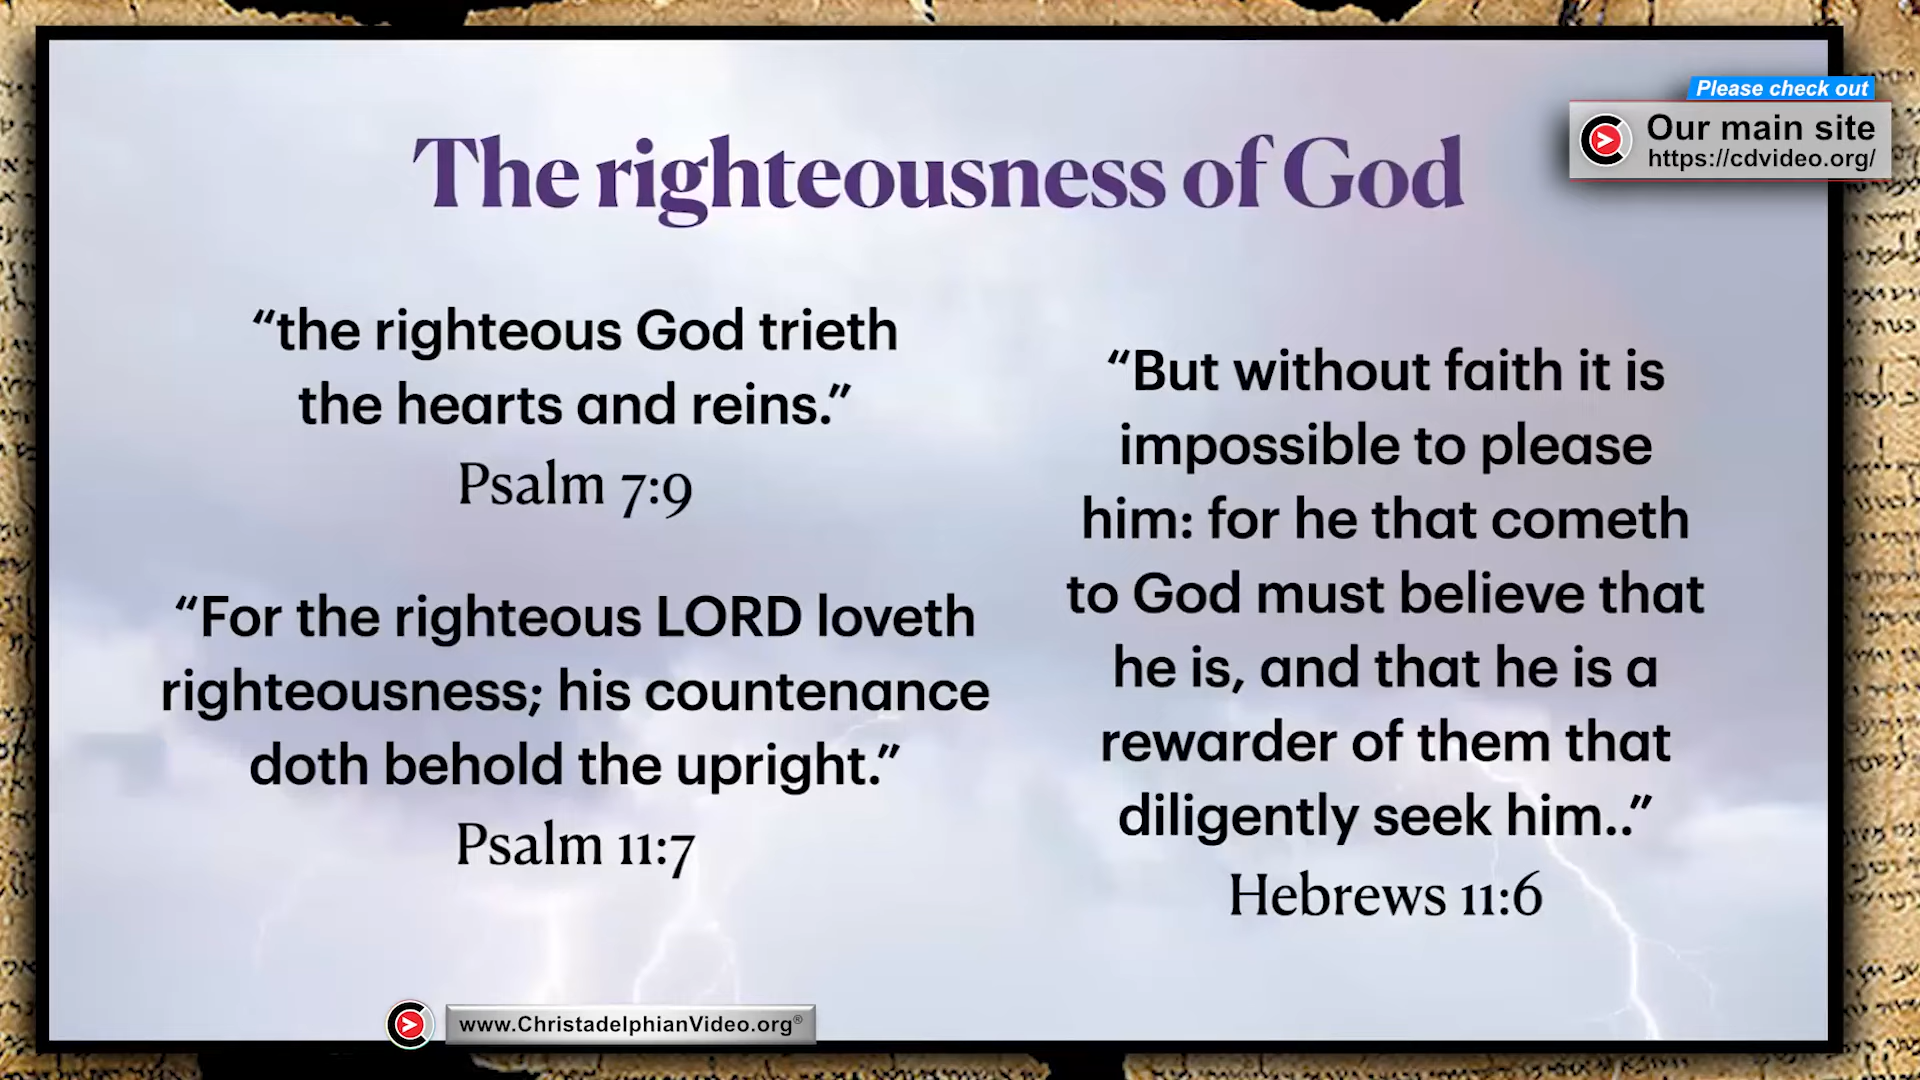 Please check out
Our main site
https://cdvideo.org/
The righteousness of God
“the righteous God trieth
the hearts and reins.”
Psalm 7:9
“For the righteous LORD loveth
righteousness; his countenance
doth behold the upright.”
Psalm 11:7
“But without faith it is
impossible to please
him: for he that cometh
to God must believe that
he is, and that he is a
rewarder of them that
diligently seek him..”
Hebrews 11:6
www.ChristadelphianVideo.org®